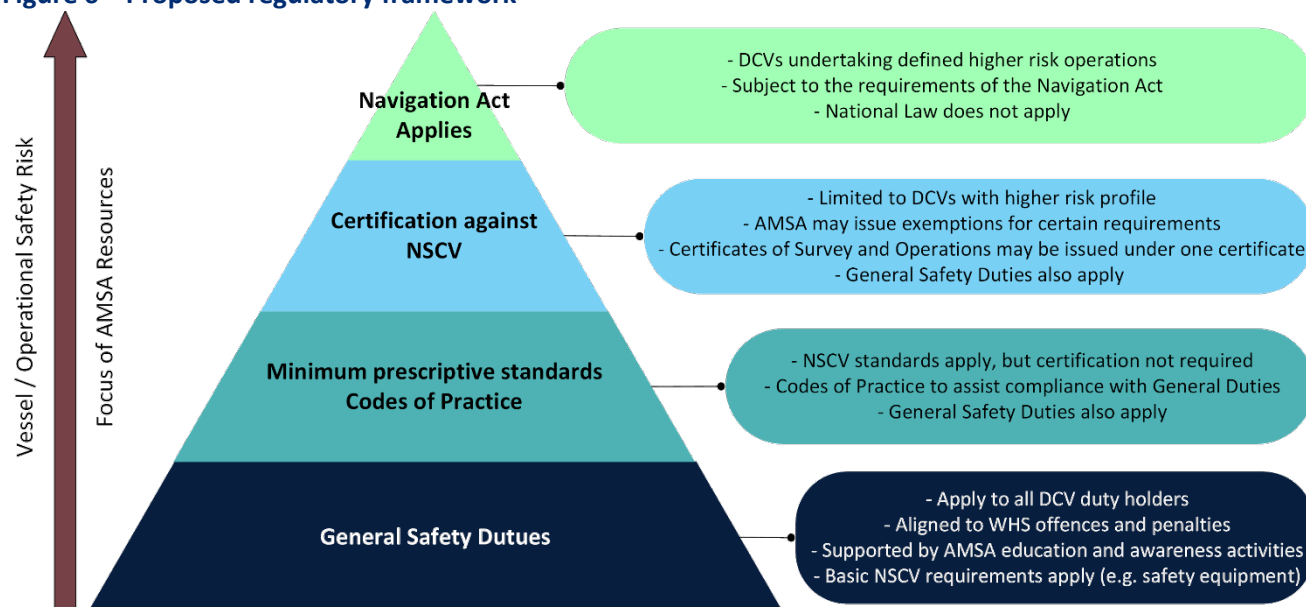 Figure 6 – Proposed regulatory framework
Vessel / Operational Safety Risk
Focus of AMSA Resources
Navigation Act
Applies
- DCVs undertaking defined higher risk operations
- Subject to the requirements of the Navigation Act
- National Law does not apply
Certification against
NSCV
- Limited to DCVs with higher risk profile
- AMSA may issue exemptions for certain requirements
- Certificates of Survey and Operations may be issued under one certificate
- General Safety Duties also apply
Minimum prescriptive standards
Codes of Practice
- NSCV standards apply, but certification not required
- Codes of Practice to assist compliance with General Duties
- General Safety Duties also apply
General Safety Dutues
- Apply to all DCV duty holders
- Aligned to WHS offences and penalties
- Supported by AMSA education and awareness activities
- Basic NSCV requirements apply (e.g. safety equipment)